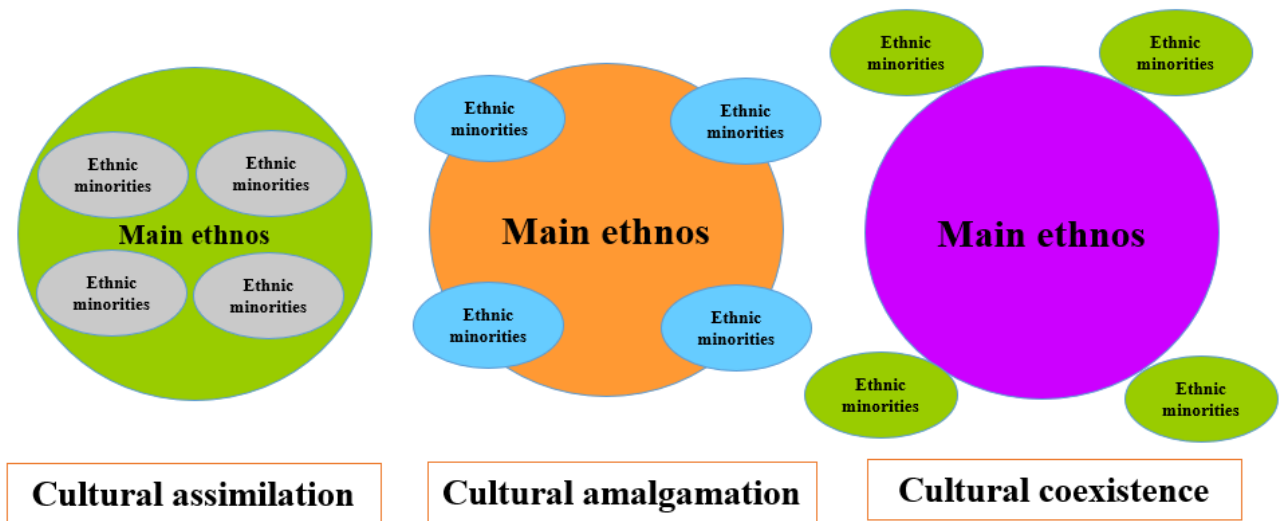 Ethnic
minorities
Ethnic
minorities
Main ethnos
Ethnic
minorities
Ethnic
minorities
Cultural assimilation
Ethnic
minorities
Ethnic
minorities
Main ethnos
Ethnic
minorities
Ethnic
minorities
Cultural amalgamation
Ethnic
minorities
Ethnic
minorities
Main ethnos
Ethnic
minorities
Ethnic
minorities
Cultural coexistence